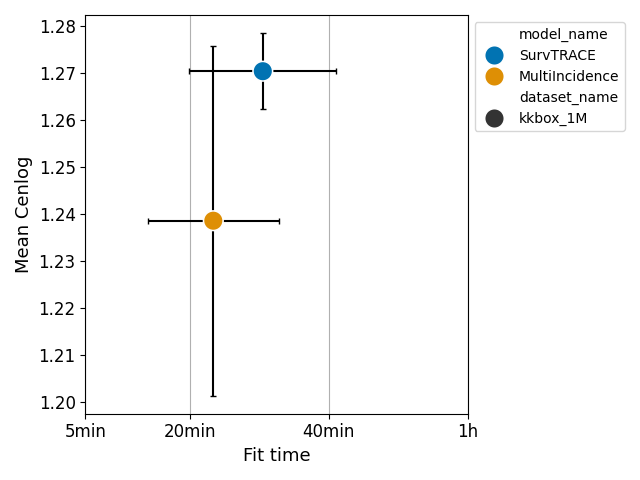 1.28
1.27
1.26
1.25
1.24
1.23
1.22
1.21
1.20
Mean Cenlog
5min
20min
40min
1h
Fit time
model_name
SurvTRACE
MultiIncidence
dataset_name
kkbox_1M